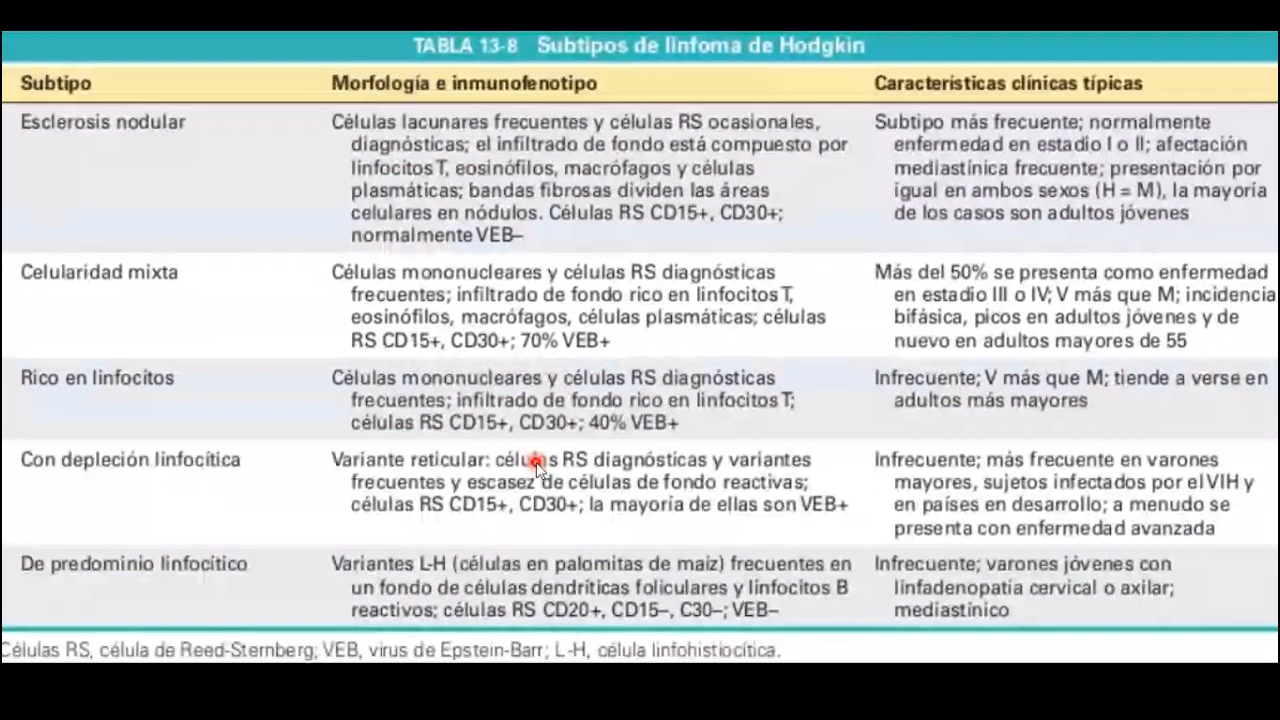 TABLA 13-8 Subtipos de linfoma de Hodgkin
Subtipo
Morfología e inmunofenotipo
Características clínicas típicas
Esclerosis nodular
Células lacunares frecuentes y células RS ocasionales,
diagnósticas; el infiltrado de fondo está compuesto por
linfocitos T, eosinófilos, macrófagos y células
plasmáticas; bandas fibrosas dividen las áreas
celulares en nódulos. Células RS CD15+, CD30+;
normalmente VEB–
Subtipo más frecuente; normalmente
enfermedad en estadio I o II; afectación
mediastínica frecuente; presentación por
igual en ambos sexos (H = M), la mayoría
de los casos son adultos jóvenes
Celularidad mixta
Células mononucleares y células RS diagnósticas
frecuentes; infiltrado de fondo rico en linfocitos T,
eosinófilos, macrófagos, células plasmáticas; células
RS CD15+, CD30+; 70% VEB+
Más del 50% se presenta como enfermedad
en estadio III o IV; V más que M; incidencia
bifásica, picos en adultos jóvenes y de
nuevo en adultos mayores de 55
Rico en linfocitos
Células mononucleares y células RS diagnósticas
frecuentes; infiltrado de fondo rico en linfocitos T;
células RS CD15+, CD30+; 40% VEB+
Infrecuente; V más que M; tiende a verse en
adultos más mayores
Con depleción linfocítica
Variante reticular: células RS diagnósticas y variantes
frecuentes y escasez de células de fondo reactivas;
células RS CD15+, CD30+; la mayoría de ellas son VEB+
Infrecuente; más frecuente en varones
mayores, sujetos infectados por el VIH y
en países en desarrollo; a menudo se
presenta con enfermedad avanzada
De predominio linfocítico
Variantes L-H (células en palomitas de maíz) frecuentes en
un fondo de células dendríticas foliculares y linfocitos B
reactivos; células RS CD20+, CD15–, C30–; VEB–
Infrecuente; varones jóvenes con
linfadenopatía cervical o axilar;
mediastínico
Células RS, célula de Reed-Sternberg; VEB, virus de Epstein-Barr; L-H, célula linfohistiocítica.